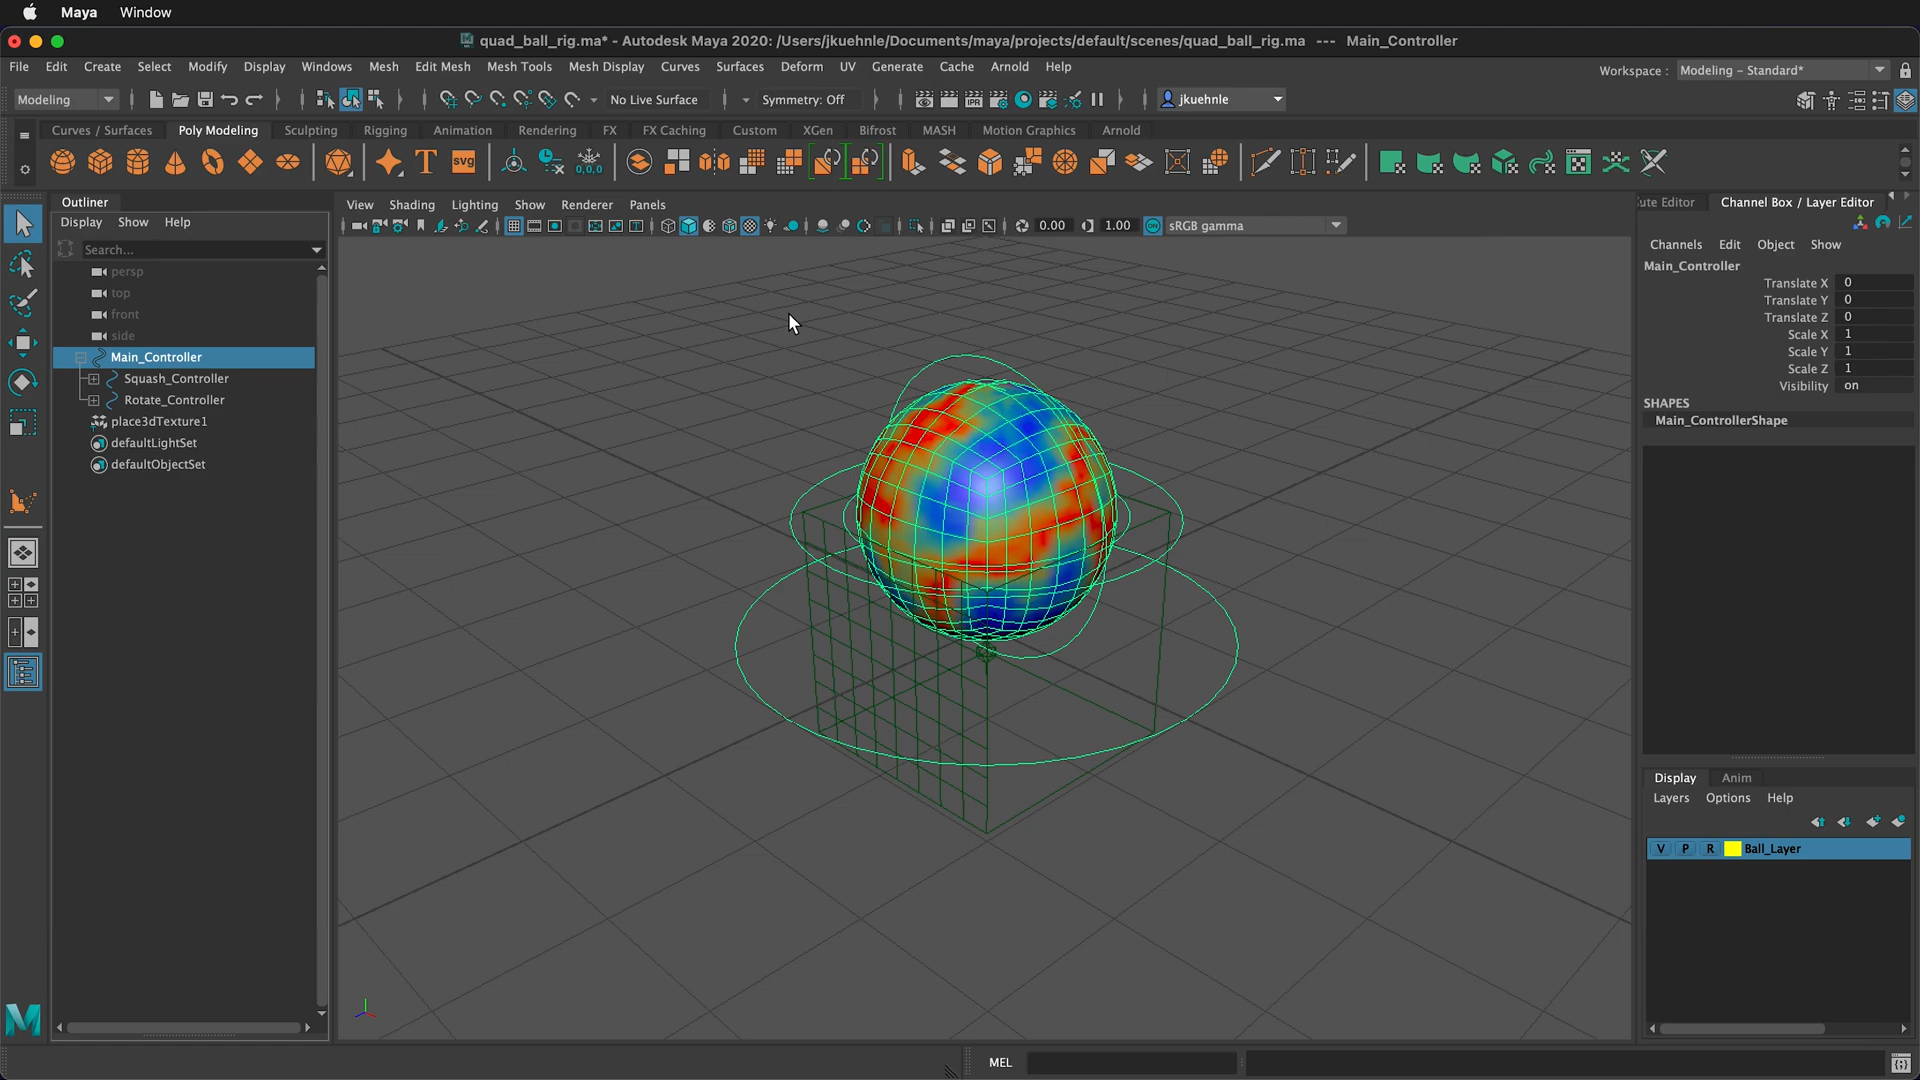 Maya Window
quad_ball_rig.ma* - Autodesk Maya 2020: /Users/jkuehnle/Documents/maya/projects/default/scenes/quad_ball_rig.ma --- Main_Controller
File Edit Create Select Modify Display Windows Mesh Edit Mesh Mesh Tools Mesh Display Curves Surfaces Deform UV Generate Cache Arnold Help
Workspace : Modeling - Standard*
Modeling No Live Surface Symmetry: Off IPR jkuehnle
Curves / Surfaces Poly Modeling Sculpting Rigging Animation Rendering FX FX Caching Custom XGen Bifrost MASH Motion Graphics Arnold
T svg 0,0,0
Outliner
Display Show Help
Search...
persp
top
front
side
Main_Controller
Squash_Controller
Rotate_Controller
place3dTexture1
defaultLightSet
defaultObjectSet
View Shading Lighting Show Renderer Panels
0.00 1.00 ON sRGB gamma
ute Editor Channel Box / Layer Editor
Channels Edit Object Show
Main_Controller
Translate X 0
Translate Y 0
Translate Z 0
Scale X 1
Scale Y 1
Scale Z 1
Visibility on
SHAPES
Main_ControllerShape
Display Anim
Layers Options Help
V P R Ball_Layer
M
MEL